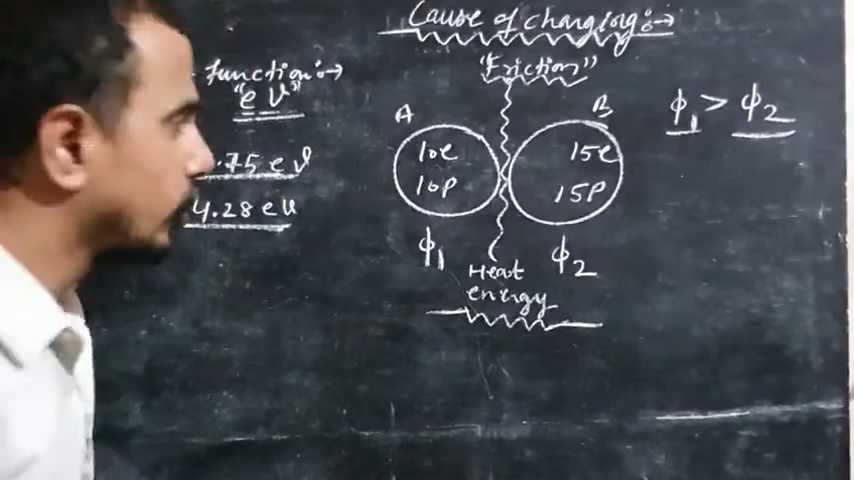 Cause of changing:→
function:→
"eV"
.75 eV
4.28 eV
"Friction"
A
B
10e
10P
15e
15P
ϕ1 > ϕ2
ϕ1
ϕ2
Heat
energy